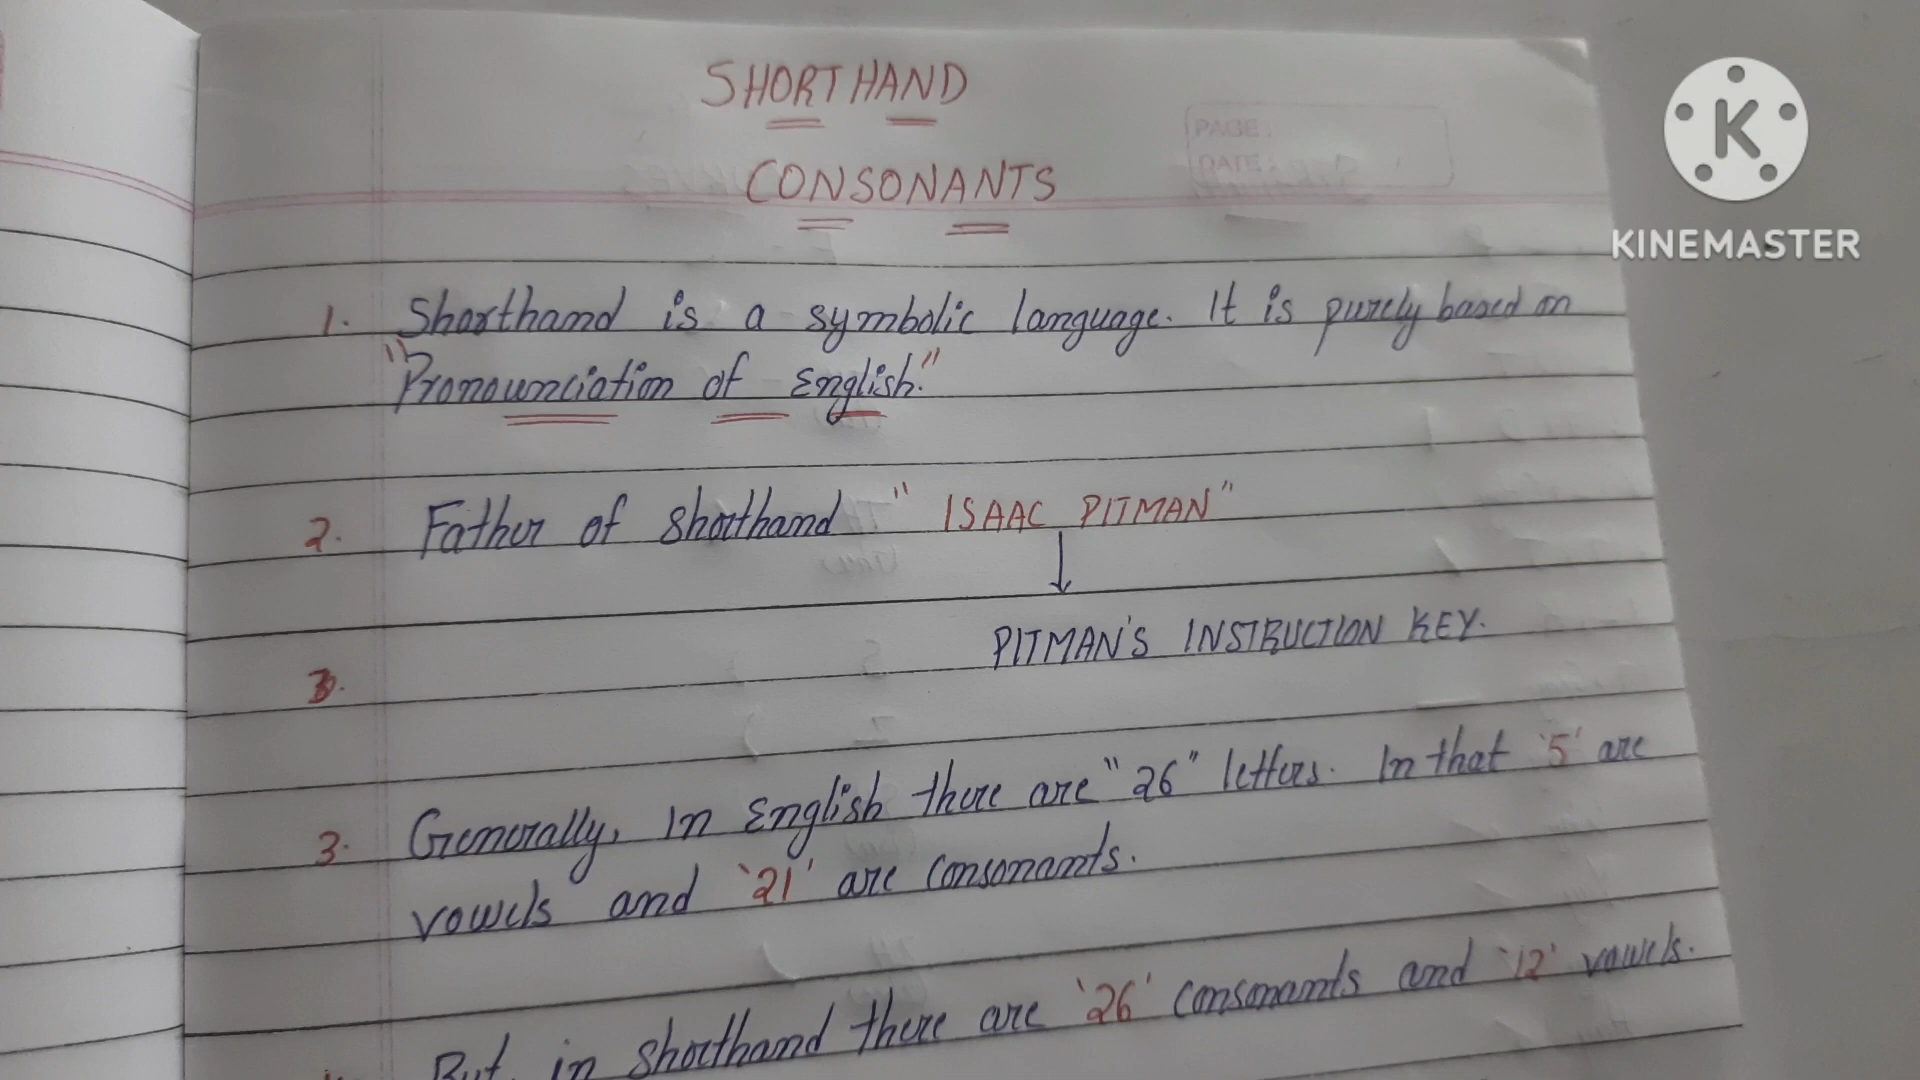 SHORTHAND
CONSONANTS
PAGE:
DATE:
K
KINEMASTER
1. Shorthand is a symbolic language. It is purely based on
"Pronounciation of English."
2. Father of shorthand "ISAAC PITMAN"
↓
PITMAN'S INSTRUCTION KEY.
3.
3. Generally, In English there are "26" letters. In that '5' are
vowels and '21' are consonants.
But, in shorthand there are '26' consonants and '12' vowels.